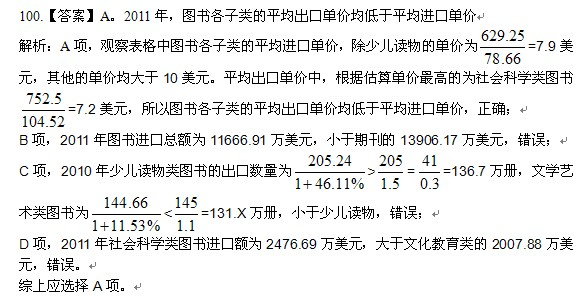 100.【答案】A。2011 年，图书各子类的平均出口单价均低于平均进口单价
解析：A 项，观察表格中图书各子类的平均进口单价，除少儿读物的单价为629.25/78.66=7.9 美
元，其他的单价均大于 10 美元。平均出口单价中，根据估算单价最高的为社会科学类图书
752.5/104.52=7.2 美元，所以图书各子类的平均出口单价均低于平均进口单价，正确；
B 项，2011 年图书进口总额为 11666.91 万美元，小于期刊的 13906.17 万美元，错误；
C 项，2010 年少儿读物类图书的出口数量为205.24/1+46.11%>205/1.5=41/0.3=136.7 万册，文学艺
术类图书为144.66/1+11.53%<145/1.1=131.X 万册，小于少儿读物，错误；
D 项，2011 年社会科学类图书进口额为 2476.69 万美元，大于文化教育类的 2007.88 万美
元，错误。
综上应选择 A 项。